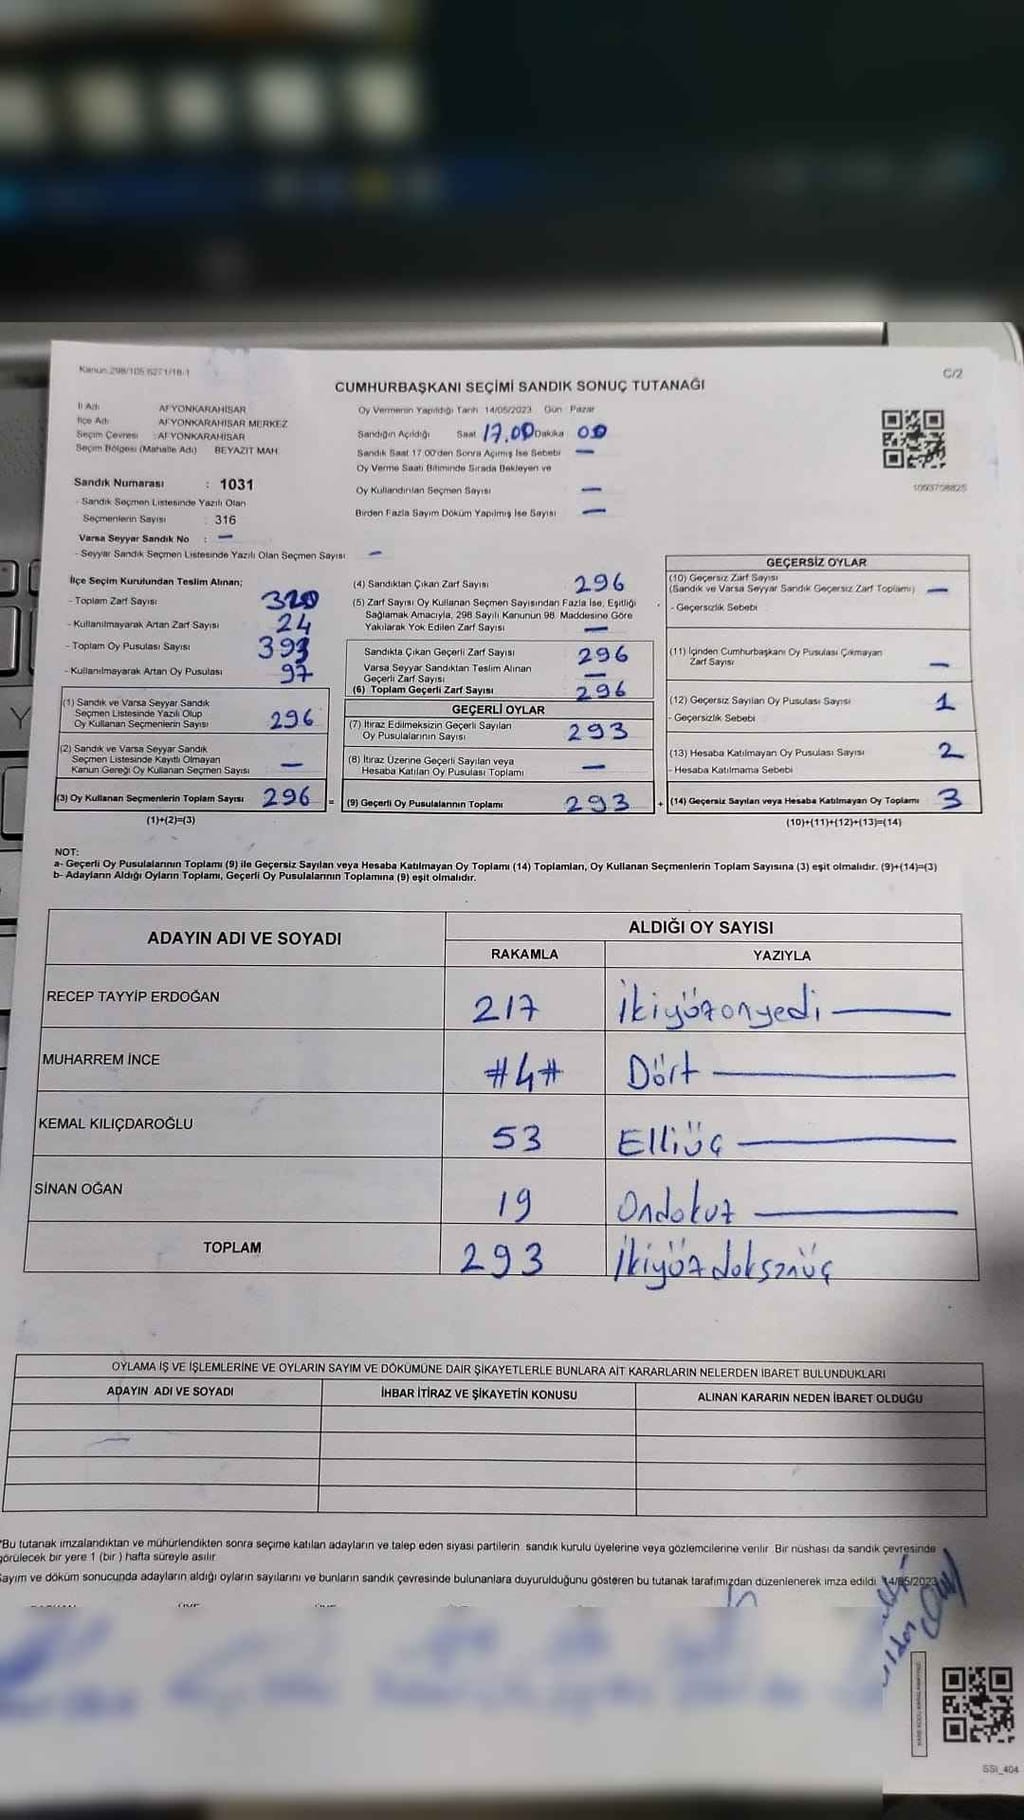 Kanun:298/105 6271/18-1
C/2
CUMHURBAŞKANI SEÇİMİ SANDIK SONUÇ TUTANAĞI
İl Adı : AFYONKARAHİSAR
İlçe Adı : AFYONKARAHİSAR MERKEZ
Seçim Çevresi : AFYONKARAHİSAR
Seçim Bölgesi (Mahalle Adı) BEYAZIT MAH.
Sandık Numarası : 1031
- Sandık Seçmen Listesinde Yazılı Olan
Seçmenlerin Sayısı : 316
Varsa Seyyar Sandık No : —
- Seyyar Sandık Seçmen Listesinde Yazılı Olan Seçmen Sayısı: —
Oy Vermenin Yapıldığı Tarih 14/05/2023 Gün Pazar
Sandığın Açıldığı Saat 17.00 Dakika 00
Sandık Saat 17.00'den Sonra Açımış İse Sebebi —
Oy Verme Saati Bitiminde Sırada Bekleyen ve
Oy Kullandırılan Seçmen Sayısı —
Birden Fazla Sayım Döküm Yapılmış İse Sayısı —
1093708825
İlçe Seçim Kurulundan Teslim Alınan;
- Toplam Zarf Sayısı 320
- Kullanılmayarak Artan Zarf Sayısı 24
- Toplam Oy Pusulası Sayısı 393
- Kullanılmayarak Artan Oy Pusulası 97
(1) Sandık ve Varsa Seyyar Sandık
Seçmen Listesinde Yazılı Olup
Oy Kullanan Seçmenlerin Sayısı 296
(2) Sandık ve Varsa Seyyar Sandık
Seçmen Listesinde Kayıtlı Olmayan
Kanun Gereği Oy Kullanan Seçmen Sayısı —
(3) Oy Kullanan Seçmenlerin Toplam Sayısı 296 =
(1)+(2)=(3)
(4) Sandıktan Çıkan Zarf Sayısı 296
(5) Zarf Sayısı Oy Kullanan Seçmen Sayısından Fazla İse, Eşitliği
Sağlamak Amacıyla, 298 Sayılı Kanunun 98. Maddesine Göre
Yakılarak Yok Edilen Zarf Sayısı —
Sandıkta Çıkan Geçerli Zarf Sayısı 296
Varsa Seyyar Sandıktan Teslim Alınan
Geçerli Zarf Sayısı —
(6) Toplam Geçerli Zarf Sayısı 296
GEÇERLİ OYLAR
(7) İtiraz Edilmeksizin Geçerli Sayılan
Oy Pusulalarının Sayısı 293
(8) İtiraz Üzerine Geçerli Sayılan veya
Hesaba Katılan Oy Pusulası Toplamı —
(9) Geçerli Oy Pusulalarının Toplamı 293 +
GEÇERSİZ OYLAR
(10) Geçersiz Zarf Sayısı
(Sandık ve Varsa Seyyar Sandık Geçersiz Zarf Toplamı) —
- Geçersizlik Sebebi
(11) İçinden Cumhurbaşkanı Oy Pusulası Çıkmayan
Zarf Sayısı —
(12) Geçersiz Sayılan Oy Pusulası Sayısı 1
- Geçersizlik Sebebi
(13) Hesaba Katılmayan Oy Pusulası Sayısı 2
- Hesaba Katılmama Sebebi
(14) Geçersiz Sayılan veya Hesaba Katılmayan Oy Toplamı 3
(10)+(11)+(12)+(13)=(14)
NOT:
a- Geçerli Oy Pusulalarının Toplamı (9) ile Geçersiz Sayılan veya Hesaba Katılmayan Oy Toplamı (14) Toplamları, Oy Kullanan Seçmenlerin Toplam Sayısına (3) eşit olmalıdır. (9)+(14)=(3)
b- Adayların Aldığı Oyların Toplamı, Geçerli Oy Pusulalarının Toplamına (9) eşit olmalıdır.
ADAYIN ADI VE SOYADI
ALDIĞI OY SAYISI
RAKAMLA YAZIYLA
RECEP TAYYİP ERDOĞAN 217 İkiyüzonyedi —
MUHARREM İNCE #4# Dört —
KEMAL KILIÇDAROĞLU 53 Elliüç —
SİNAN OĞAN 19 Ondokuz —
TOPLAM 293 İkiyüzdoksanüç
OYLAMA İŞ VE İŞLEMLERİNE VE OYLARIN SAYIM VE DÖKÜMÜNE DAİR ŞİKAYETLERLE BUNLARA AİT KARARLARIN NELERDEN İBARET BULUNDUKLARI
ADAYIN ADI VE SOYADI İHBAR İTİRAZ VE ŞİKAYETİN KONUSU ALINAN KARARIN NEDEN İBARET OLDUĞU
—
*Bu tutanak imzalandıktan ve mühürlendikten sonra seçime katılan adayların ve talep eden siyasi partilerin sandık kurulu üyelerine veya gözlemcilerine verilir. Bir nüshası da sandık çevresinde
görülecek bir yere 1 (bir) hafta süreyle asılır.
Sayım ve döküm sonucunda adayların aldığı oyların sayılarını ve bunların sandık çevresinde bulunanlara duyurulduğunu gösteren bu tutanak tarafımızdan düzenlenerek imza edildi. 14/05/2023
SSI_404